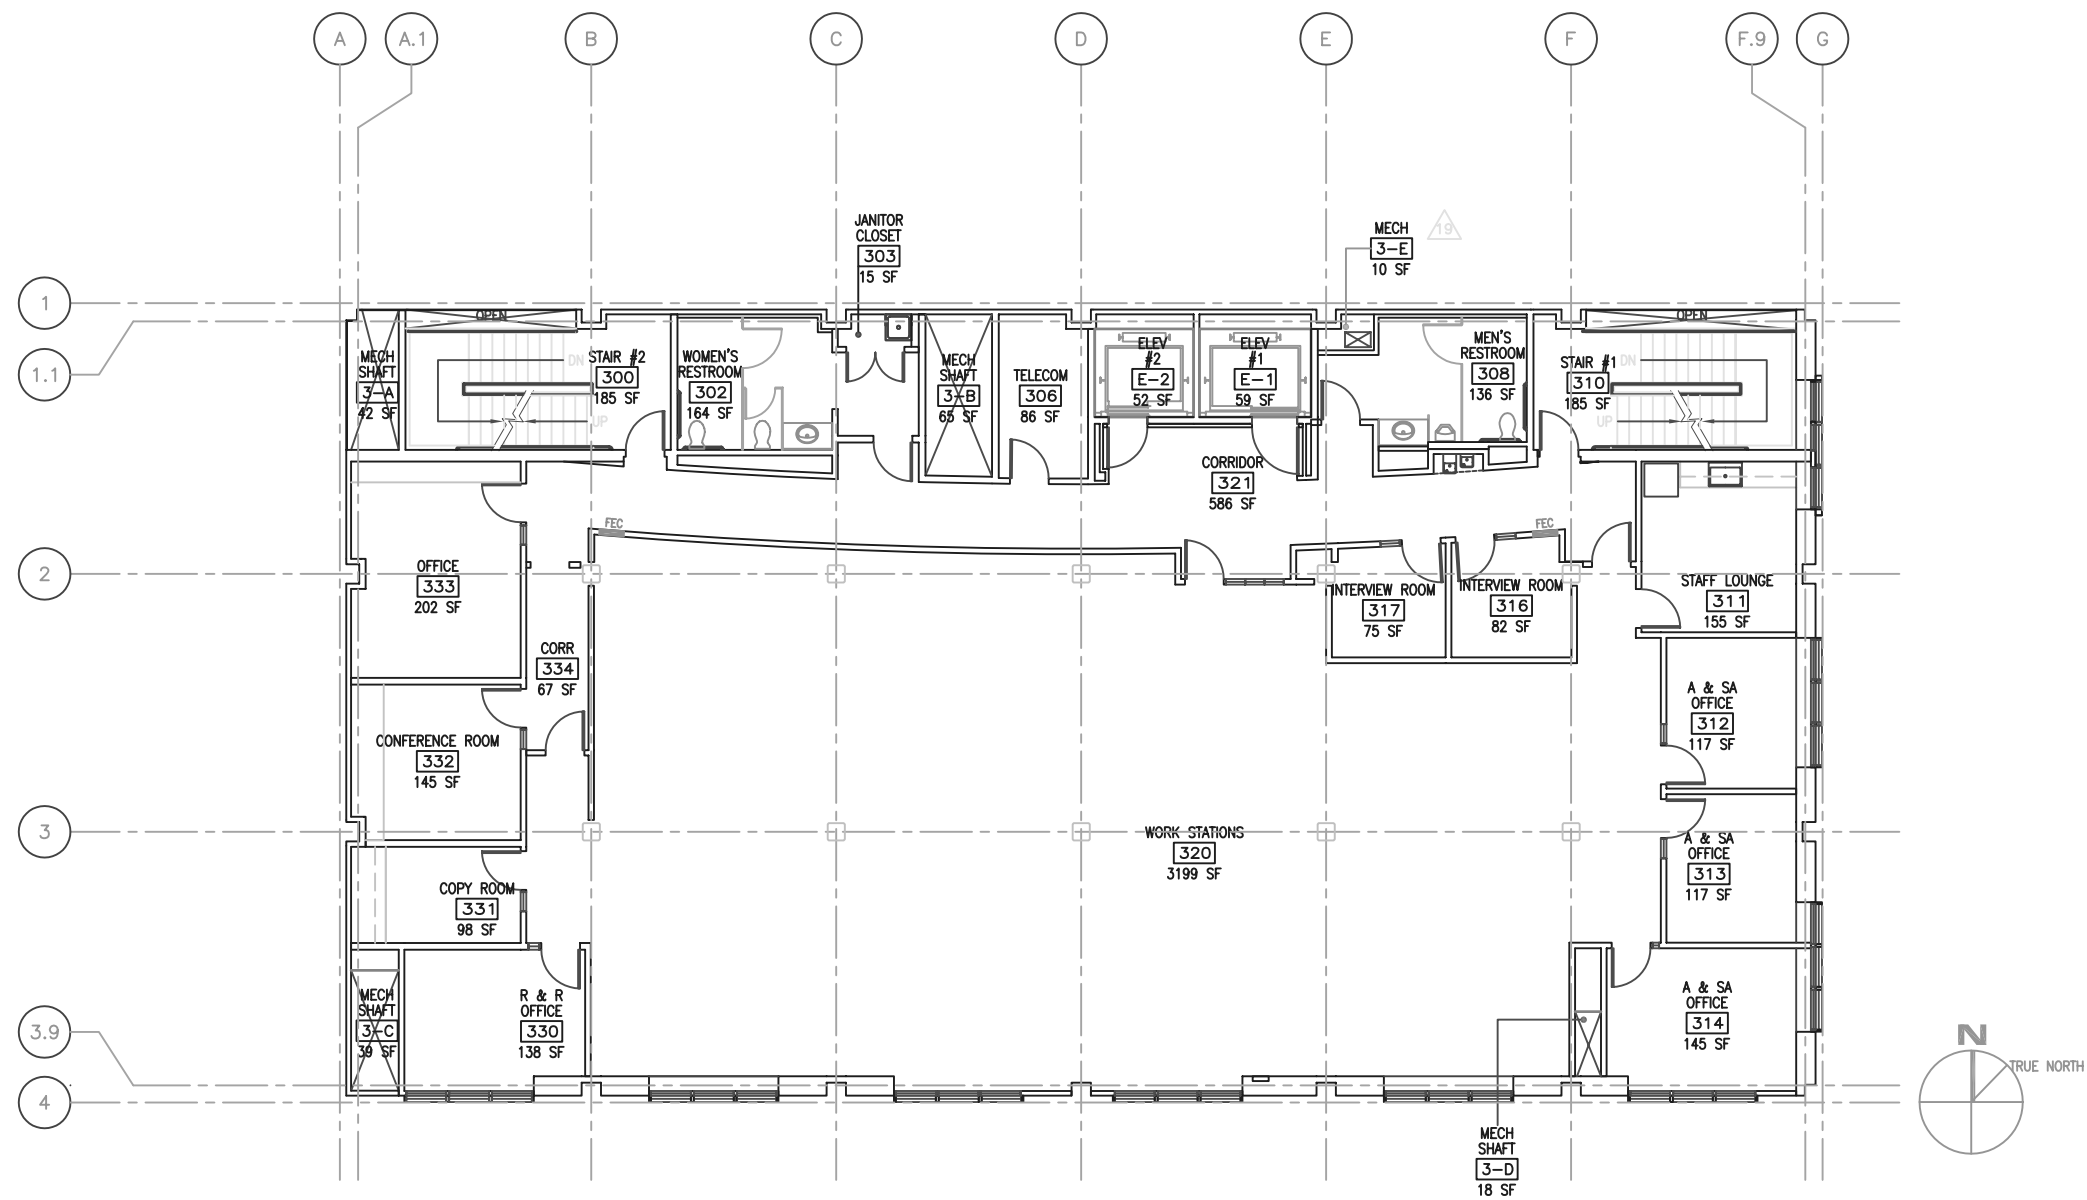 A
A.1
B
C
D
E
F
F.9
G
JANITOR
CLOSET
303
15 SF
MECH
3-E
10 SF
19
1
1.1
OPEN
OPEN
MECH
SHAFT
3-A
42 SF
DN
UP
STAIR #2
300
185 SF
WOMEN'S
RESTROOM
302
164 SF
MECH
SHAFT
3-B
65 SF
TELECOM
306
86 SF
ELEV
#2
E-2
52 SF
ELEV
#1
E-1
59 SF
MEN'S
RESTROOM
308
136 SF
STAIR #1
310
185 SF
DN
UP
CORRIDOR
321
586 SF
FEC
FEC
2
OFFICE
333
202 SF
INTERVIEW ROOM
317
75 SF
INTERVIEW ROOM
316
82 SF
STAFF LOUNGE
311
155 SF
CORR
334
67 SF
A & SA
OFFICE
312
117 SF
CONFERENCE ROOM
332
145 SF
3
WORK STATIONS
320
3199 SF
A & SA
OFFICE
313
117 SF
COPY ROOM
331
98 SF
MECH
SHAFT
3-C
39 SF
R & R
OFFICE
330
138 SF
A & SA
OFFICE
314
145 SF
3.9
4
N
TRUE NORTH
MECH
SHAFT
3-D
18 SF